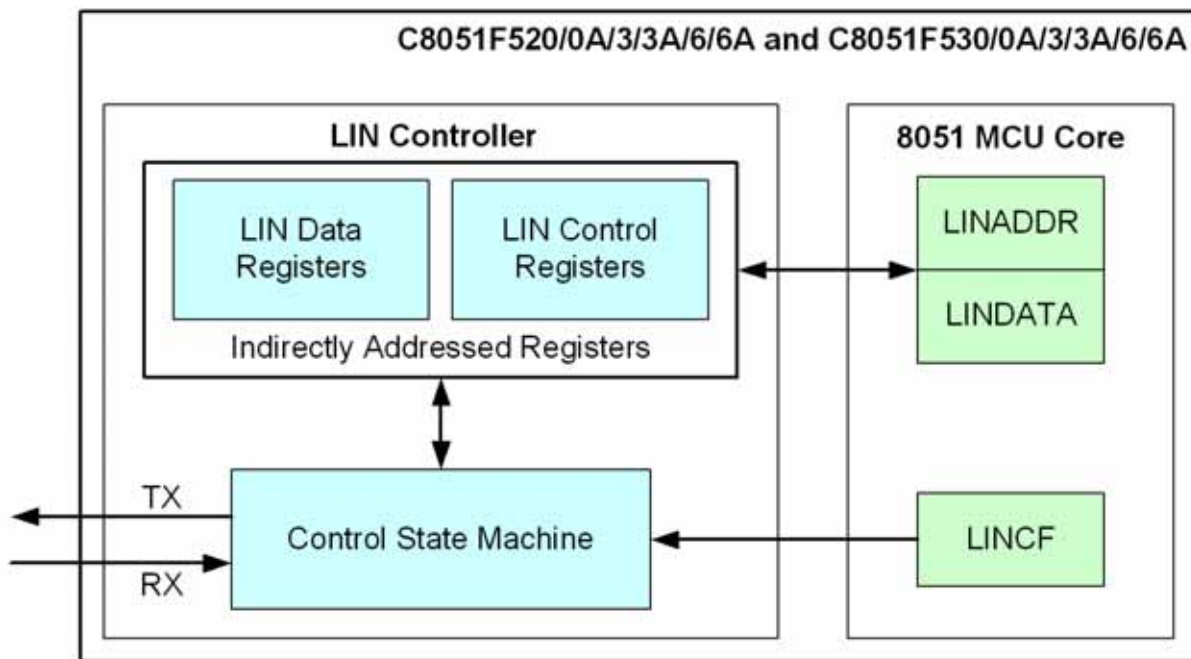 C8051F520/0A/3/3A/6/6A and C8051F530/0A/3/3A/6/6A
LIN Controller
LIN Data
Registers
LIN Control
Registers
Indirectly Addressed Registers
Control State Machine
TX
RX
8051 MCU Core
LINADDR
LINDATA
LINCF